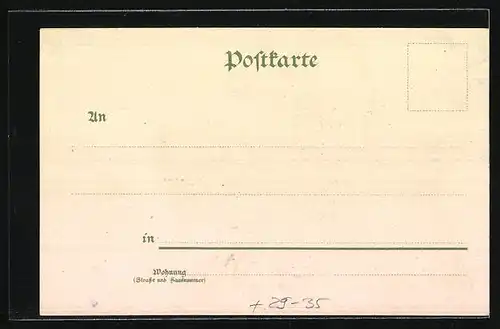 Postkarte
An
in
Wohnung
(Straße und Hausnummer)
+ 29-35